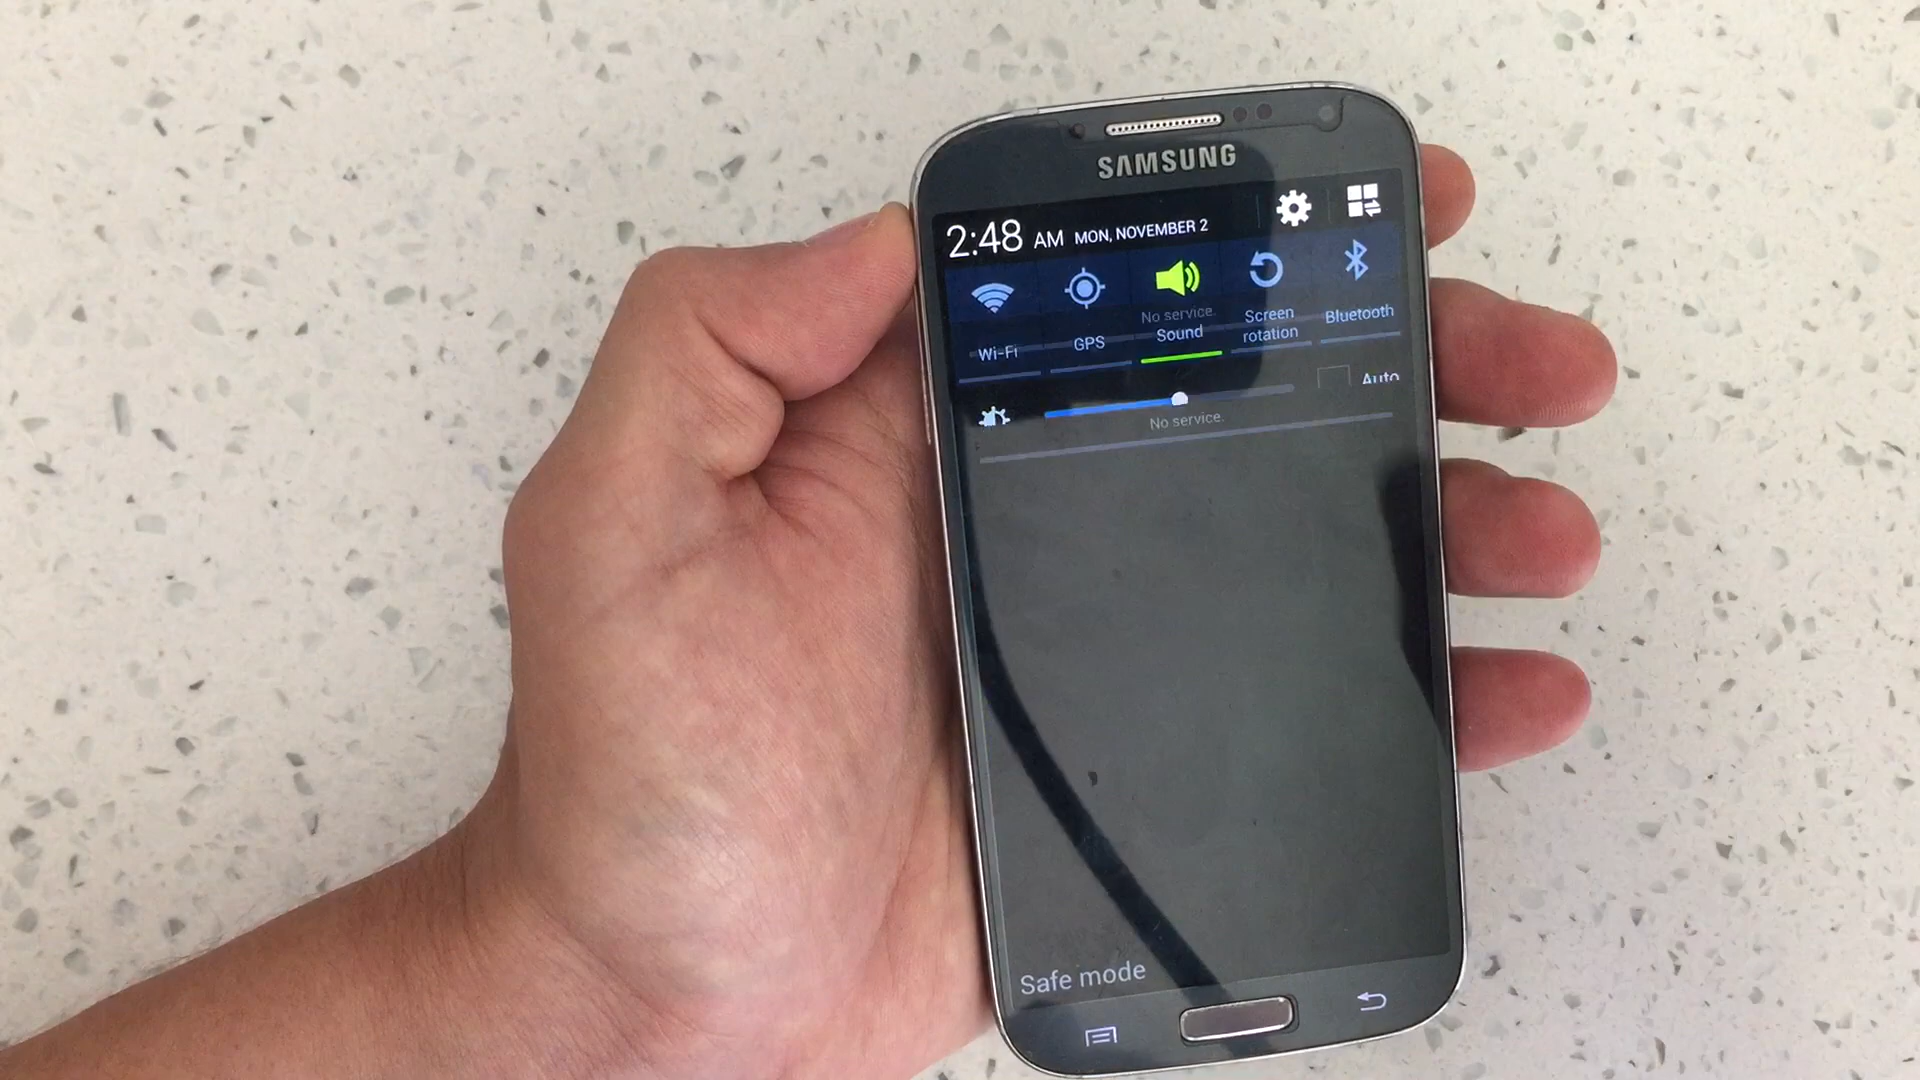 SAMSUNG
2:48 AM MON, NOVEMBER 2
No service.
Wi-Fi GPS Sound Screen rotation Bluetooth
Auto
No service.
Safe mode